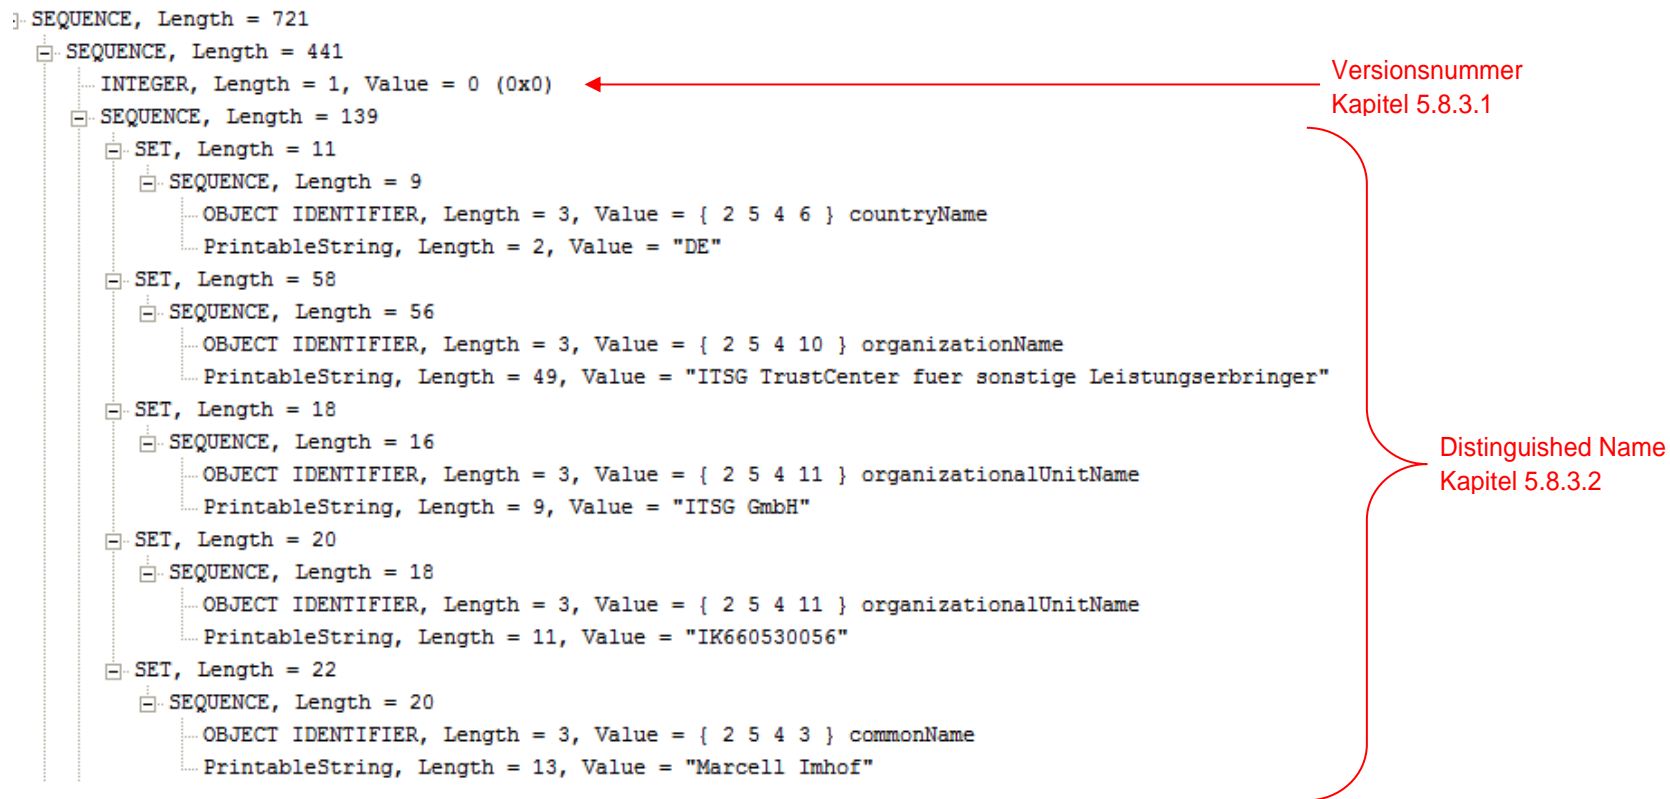 SEQUENCE, Length = 721
SEQUENCE, Length = 441
INTEGER, Length = 1, Value = 0 (0x0)
Versionsnummer
Kapitel 5.8.3.1
SEQUENCE, Length = 139
SET, Length = 11
SEQUENCE, Length = 9
OBJECT IDENTIFIER, Length = 3, Value = { 2 5 4 6 } countryName
PrintableString, Length = 2, Value = "DE"
SET, Length = 58
SEQUENCE, Length = 56
OBJECT IDENTIFIER, Length = 3, Value = { 2 5 4 10 } organizationName
PrintableString, Length = 49, Value = "ITSG TrustCenter fuer sonstige Leistungserbringer"
SET, Length = 18
SEQUENCE, Length = 16
OBJECT IDENTIFIER, Length = 3, Value = { 2 5 4 11 } organizationalUnitName
PrintableString, Length = 9, Value = "ITSG GmbH"
Distinguished Name
Kapitel 5.8.3.2
SET, Length = 20
SEQUENCE, Length = 18
OBJECT IDENTIFIER, Length = 3, Value = { 2 5 4 11 } organizationalUnitName
PrintableString, Length = 11, Value = "IK660530056"
SET, Length = 22
SEQUENCE, Length = 20
OBJECT IDENTIFIER, Length = 3, Value = { 2 5 4 3 } commonName
PrintableString, Length = 13, Value = "Marcell Imhof"